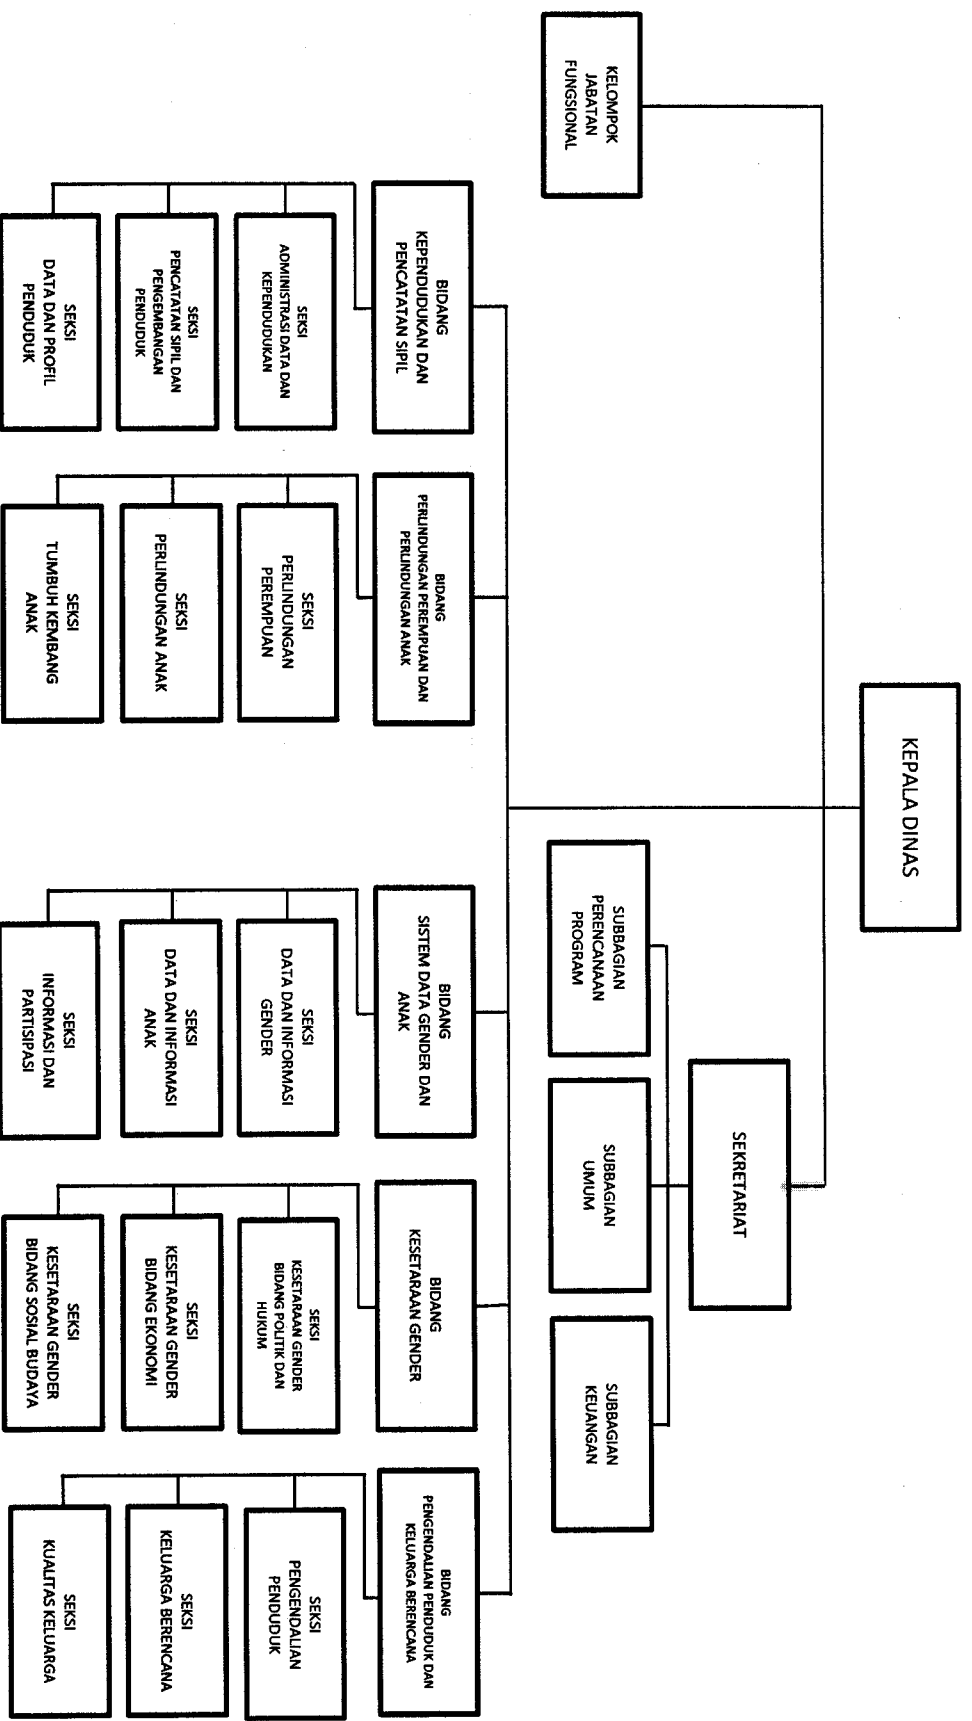 KEPALA DINAS
KELOMPOK
JABATAN
FUNGSIONAL
SEKRETARIAT
SUBBAGIAN
PERENCANAAN
PROGRAM
SUBBAGIAN
UMUM
SUBBAGIAN
KEUANGAN
BIDANG
KEPENDUDUKAN DAN
PENCATATAN SIPIL
SEKSI
ADMINISTRASI DATA DAN
KEPENDUDUKAN
SEKSI
PENCATATAN SIPIL DAN
PENGEMBANGAN
PENDUDUK
SEKSI
DATA DAN PROFIL
PENDUDUK
BIDANG
PERLINDUNGAN PEREMPUAN DAN
PERLINDUNGAN ANAK
SEKSI
PERLINDUNGAN
PEREMPUAN
SEKSI
PERLINDUNGAN ANAK
SEKSI
TUMBUH KEMBANG
ANAK
BIDANG
SISTEM DATA GENDER DAN
ANAK
SEKSI
DATA DAN INFORMASI
GENDER
SEKSI
DATA DAN INFORMASI
ANAK
SEKSI
INFORMASI DAN
PARTISIPASI
BIDANG
KESETARAAN GENDER
SEKSI
KESETARAAN GENDER
BIDANG POLITIK DAN
HUKUM
SEKSI
KESETARAAN GENDER
BIDANG EKONOMI
SEKSI
KESETARAAN GENDER
BIDANG SOSIAL BUDAYA
BIDANG
PENGENDALIAN PENDUDUK DAN
KELUARGA BERENCANA
SEKSI
PENGENDALIAN
PENDUDUK
SEKSI
KELUARGA BERENCANA
SEKSI
KUALITAS KELUARGA